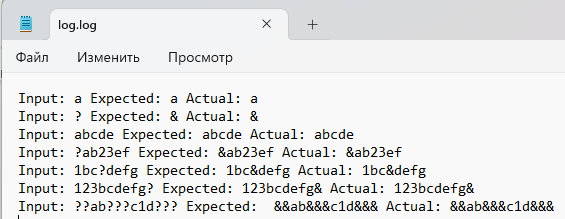 log.log
Файл Изменить Просмотр
Input: a Expected: a Actual: a
Input: ? Expected: & Actual: &
Input: abcde Expected: abcde Actual: abcde
Input: ?ab23ef Expected: &ab23ef Actual: &ab23ef
Input: 1bc?defg Expected: 1bc&defg Actual: 1bc&defg
Input: 123bcdefg? Expected: 123bcdefg& Actual: 123bcdefg&
Input: ??ab???c1d??? Expected:  &&ab&&&c1d&&& Actual: &&ab&&&c1d&&&